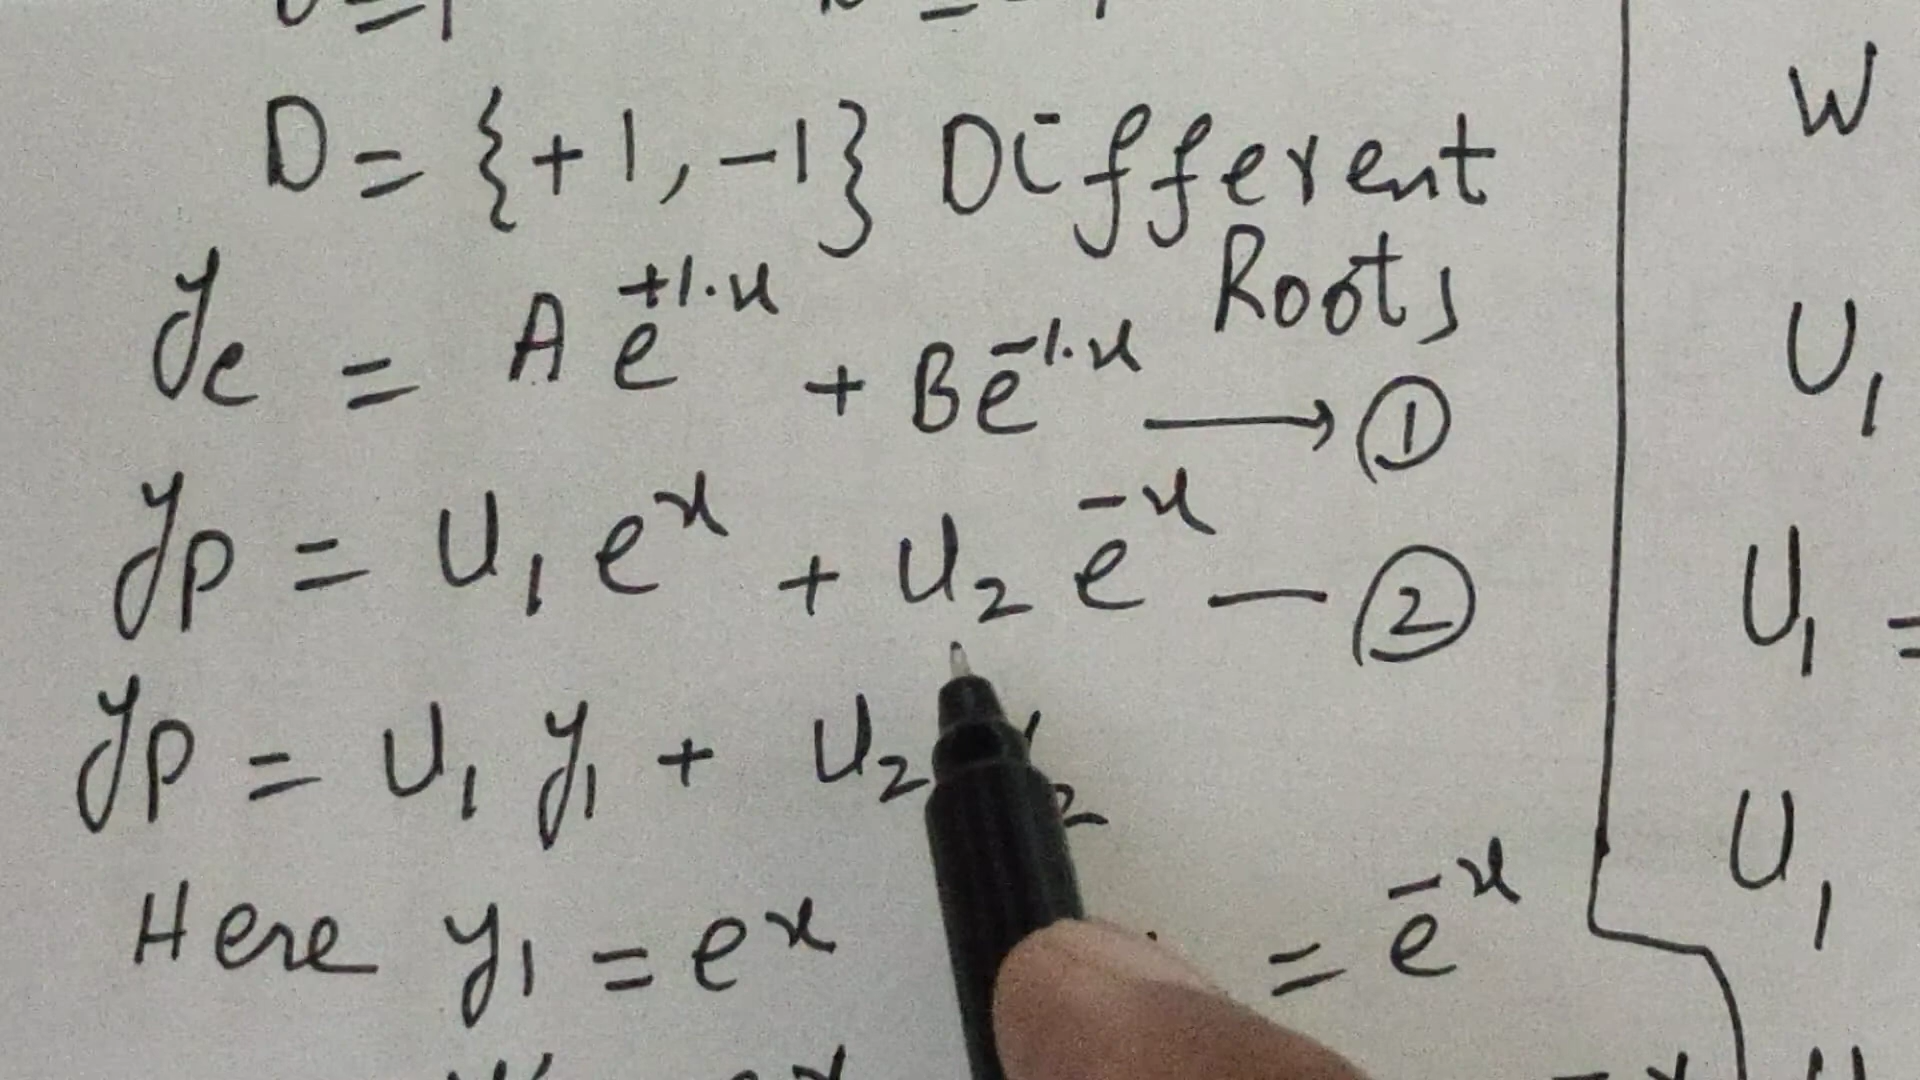 D = {+1, -1} Different
Roots
yc = A e^{+1.x} + B e^{-1.x} ⟶ ①
yp = U₁ e^x + U₂ e^{-x} — ②
yp = U₁ y₁ + U₂
Here y₁ = e^x = e^{-x}
W
U₁
U₁ =
U₁